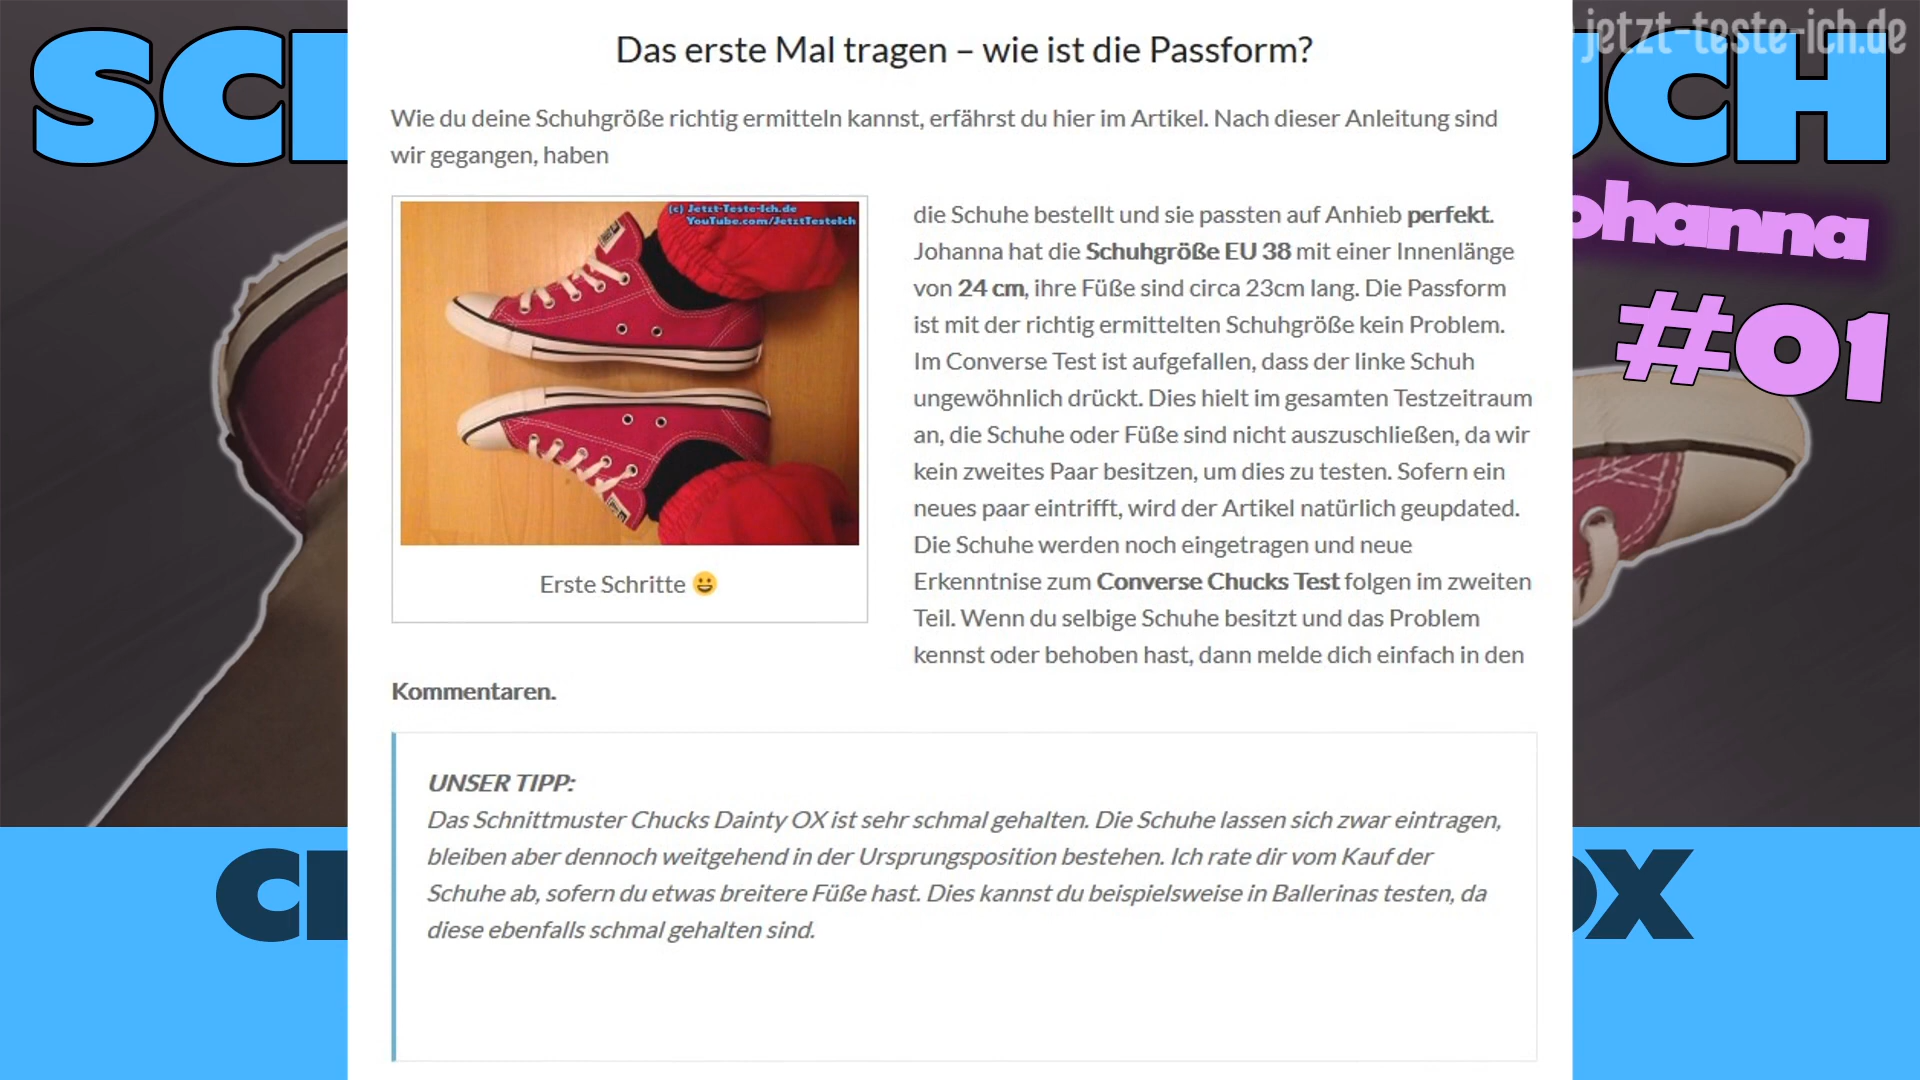 jetzt-teste-ich.de
Das erste Mal tragen – wie ist die Passform?
Wie du deine Schuhgröße richtig ermitteln kannst, erfährst du hier im Artikel. Nach dieser Anleitung sind
wir gegangen, haben
(c) Jetzt-Teste-Ich.de
YouTube.com/JetztTesteIch
Erste Schritte 😀
die Schuhe bestellt und sie passten auf Anhieb perfekt.
Johanna hat die Schuhgröße EU 38 mit einer Innenlänge
von 24 cm, ihre Füße sind circa 23cm lang. Die Passform
ist mit der richtig ermittelten Schuhgröße kein Problem.
Im Converse Test ist aufgefallen, dass der linke Schuh
ungewöhnlich drückt. Dies hielt im gesamten Testzeitraum
an, die Schuhe oder Füße sind nicht auszuschließen, da wir
kein zweites Paar besitzen, um dies zu testen. Sofern ein
neues paar eintrifft, wird der Artikel natürlich geupdated.
Die Schuhe werden noch eingetragen und neue
Erkenntnise zum Converse Chucks Test folgen im zweiten
Teil. Wenn du selbige Schuhe besitzt und das Problem
kennst oder behoben hast, dann melde dich einfach in den
Kommentaren.
UNSER TIPP:
Das Schnittmuster Chucks Dainty OX ist sehr schmal gehalten. Die Schuhe lassen sich zwar eintragen,
bleiben aber dennoch weitgehend in der Ursprungsposition bestehen. Ich rate dir vom Kauf der
Schuhe ab, sofern du etwas breitere Füße hast. Dies kannst du beispielsweise in Ballerinas testen, da
diese ebenfalls schmal gehalten sind.
ohanna
#01
OX